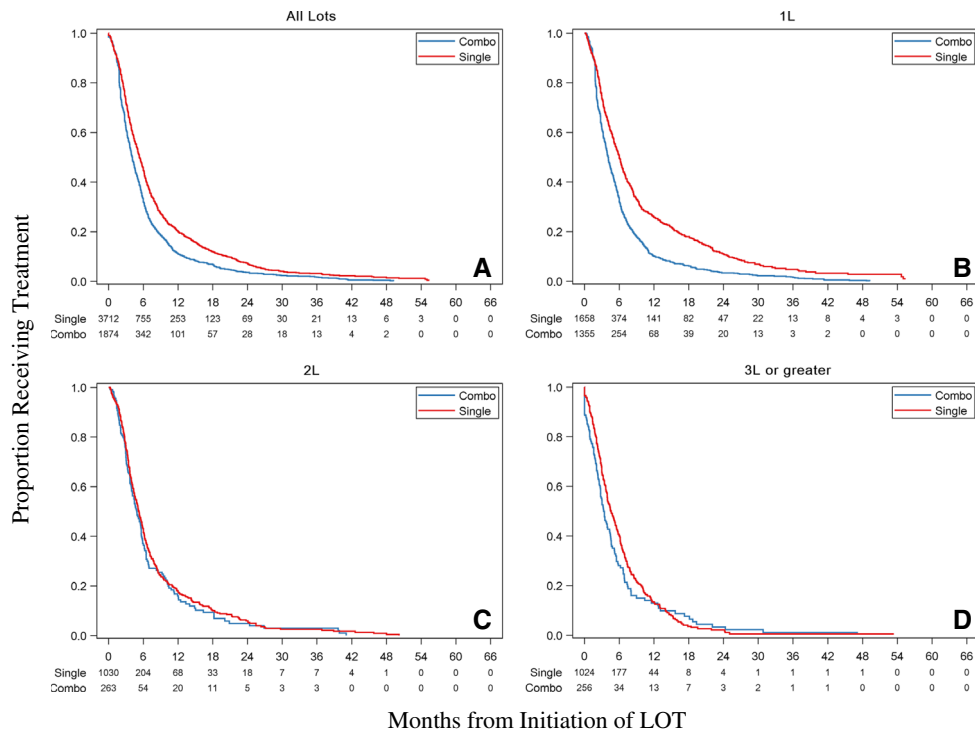 All Lots
1.0
0.8
0.6
0.4
0.2
0.0
Combo
Single
A
0 6 12 18 24 30 36 42 48 54 60 66
Single 3712 755 253 123 69 30 21 13 6 3 0 0
Combo 1874 342 101 57 28 18 13 4 2 0 0 0
1L
1.0
0.8
0.6
0.4
0.2
0.0
Combo
Single
B
0 6 12 18 24 30 36 42 48 54 60 66
Single 1658 374 141 82 47 22 13 8 4 3 0 0
Combo 1355 254 68 39 20 13 3 2 0 0 0 0
2L
1.0
0.8
0.6
0.4
0.2
0.0
Combo
Single
C
0 6 12 18 24 30 36 42 48 54 60 66
Single 1030 204 68 33 18 7 7 4 1 0 0 0
Combo 263 54 20 11 5 3 3 0 0 0 0 0
3L or greater
1.0
0.8
0.6
0.4
0.2
0.0
Combo
Single
D
0 6 12 18 24 30 36 42 48 54 60 66
Single 1024 177 44 8 4 1 1 1 1 0 0 0
Combo 256 34 13 7 3 2 1 1 0 0 0 0
Proportion Receiving Treatment
Months from Initiation of LOT